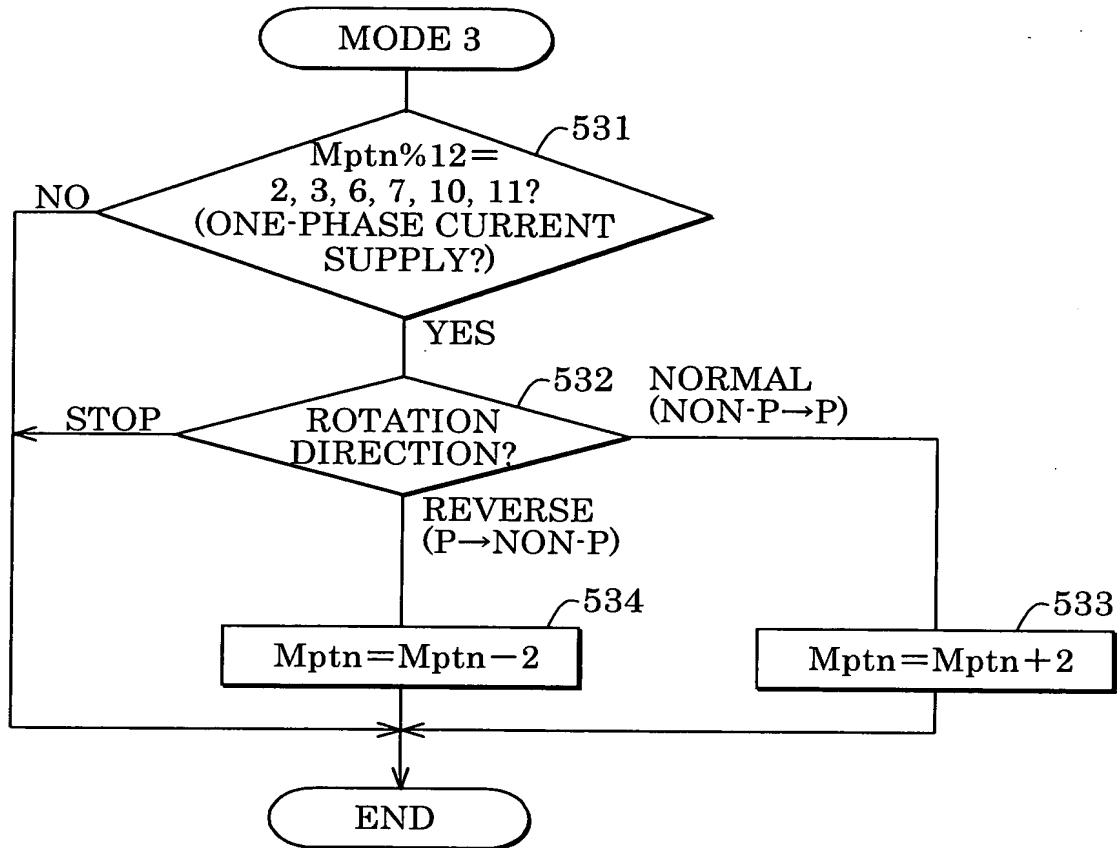 MODE 3
531
Mptn%12=
2, 3, 6, 7, 10, 11?
(ONE-PHASE CURRENT
SUPPLY?)
NO
YES
532
NORMAL
(NON-P→P)
STOP
ROTATION
DIRECTION?
REVERSE
(P→NON-P)
534
533
Mptn=Mptn−2
Mptn=Mptn+2
END